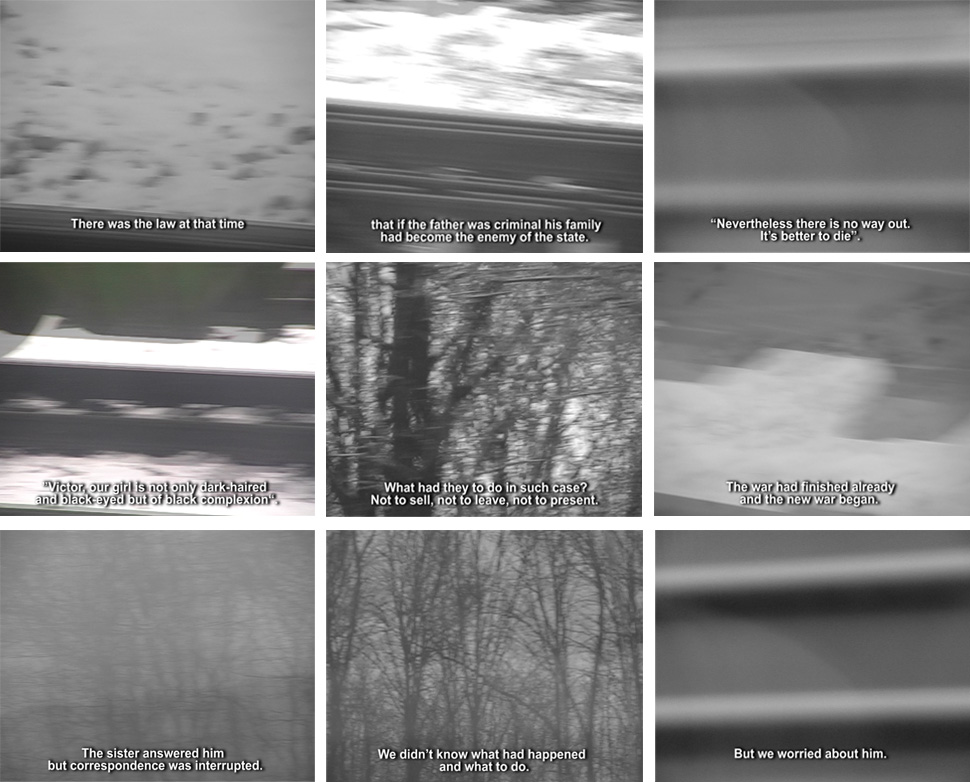 There was the law at that time
that if the father was criminal his family
had become the enemy of the state.
“Nevertheless there is no way out.
It’s better to die”.
"Victor, our girl is not only dark-haired
and black-eyed but of black complexion".
What had they to do in such case?
Not to sell, not to leave, not to present.
The war had finished already
and the new war began.
The sister answered him
but correspondence was interrupted.
We didn’t know what had happened
and what to do.
But we worried about him.